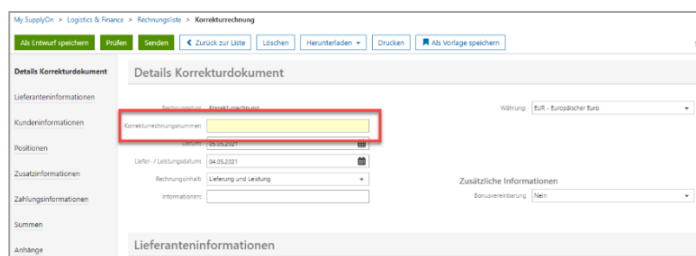 My SupplyOn > Logistics & Finance > Rechnungsliste > Korrekturrechnung
Als Entwurf speichern Prüfen Senden Zurück zur Liste Löschen Herunterladen Drucken Als Vorlage speichern
Details Korrekturdokument
Lieferanteninformationen
Kundeninformationen
Positionen
Zusatzinformationen
Zahlungsinformationen
Summen
Anhänge
Details Korrekturdokument
Korrekturrechnung
Korrekturrechnungsnummer:
Datum: 05.05.2021
Liefer- / Leistungsdatum: 04.05.2021
Rechnungsinhalt: Lieferung und Leistung
Informationen:
Währung: EUR - Europäischer Euro
Zusätzliche Informationen
Bonusvereinbarung: Nein
Lieferanteninformationen